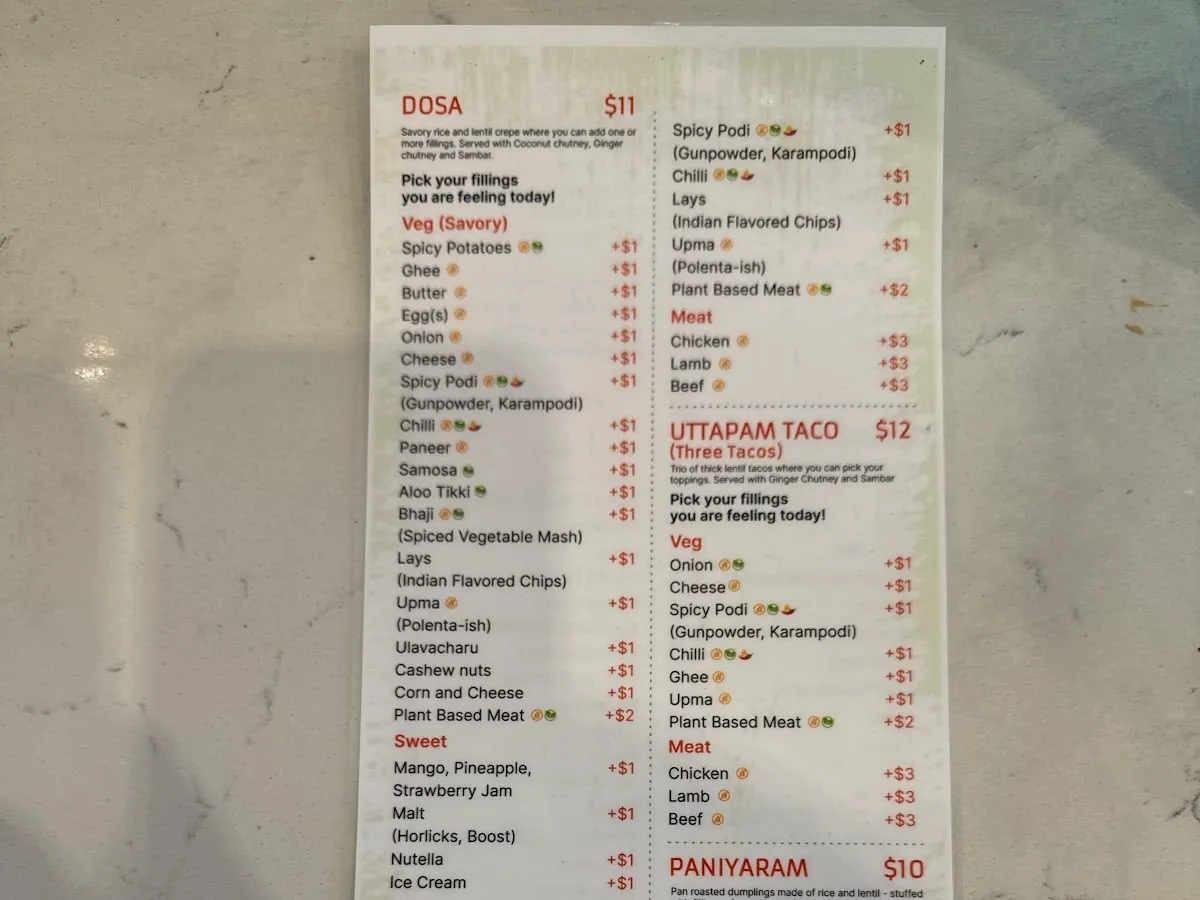 DOSA $11
Savory rice and lentil crepe where you can add one or
more fillings. Served with Coconut chutney, Ginger
chutney and Sambar.
Pick your fillings
you are feeling today!
Veg (Savory)
Spicy Potatoes +$1
Ghee +$1
Butter +$1
Egg(s) +$1
Onion +$1
Cheese +$1
Spicy Podi +$1
(Gunpowder, Karampodi)
Chilli +$1
Paneer +$1
Samosa +$1
Aloo Tikki +$1
Bhaji +$1
(Spiced Vegetable Mash)
Lays +$1
(Indian Flavored Chips)
Upma +$1
(Polenta-ish)
Ulavacharu +$1
Cashew nuts +$1
Corn and Cheese +$1
Plant Based Meat +$2
Sweet
Mango, Pineapple, +$1
Strawberry Jam
Malt +$1
(Horlicks, Boost)
Nutella +$1
Ice Cream +$1
Spicy Podi +$1
(Gunpowder, Karampodi)
Chilli +$1
Lays +$1
(Indian Flavored Chips)
Upma +$1
(Polenta-ish)
Plant Based Meat +$2
Meat
Chicken +$3
Lamb +$3
Beef +$3
UTTAPAM TACO $12
(Three Tacos)
Trio of thick lentil tacos where you can pick your
toppings. Served with Ginger Chutney and Sambar
Pick your fillings
you are feeling today!
Veg
Onion +$1
Cheese +$1
Spicy Podi +$1
(Gunpowder, Karampodi)
Chilli +$1
Ghee +$1
Upma +$1
Plant Based Meat +$2
Meat
Chicken +$3
Lamb +$3
Beef +$3
PANIYARAM $10
Pan roasted dumplings made of rice and lentil - stuffed